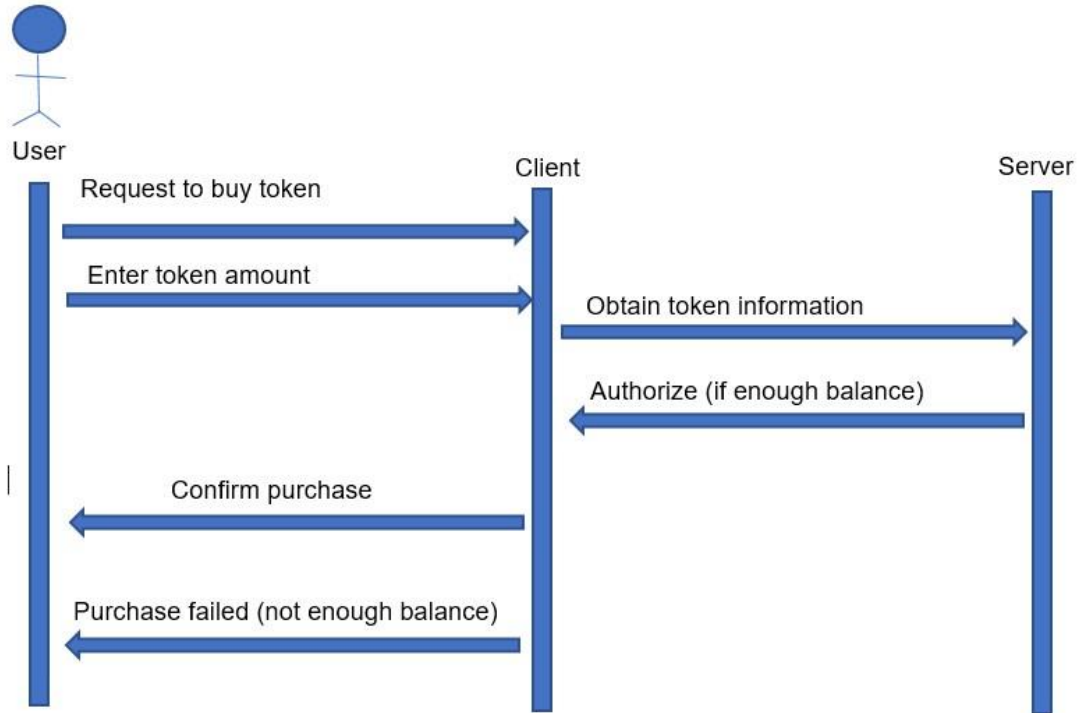 User
Client
Server
Request to buy token
Enter token amount
Obtain token information
Authorize (if enough balance)
Confirm purchase
Purchase failed (not enough balance)